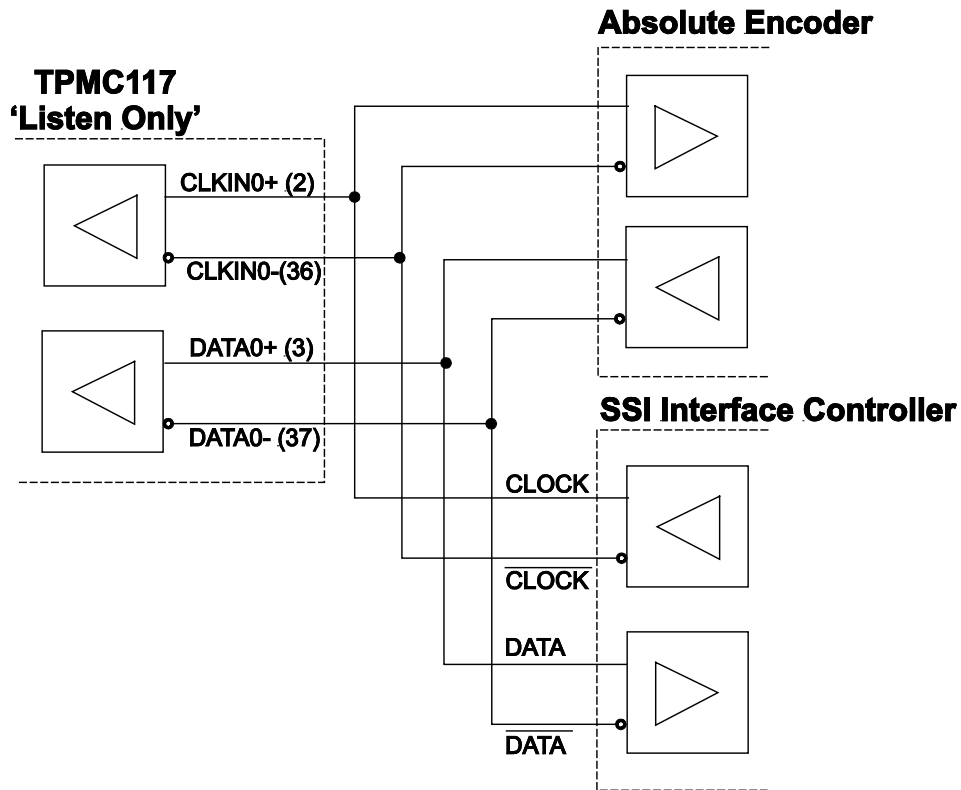 Absolute Encoder
TPMC117
‘Listen Only’
CLKIN0+ (2)
CLKIN0-(36)
DATA0+ (3)
DATA0- (37)
SSI Interface Controller
CLOCK
CLOCK
DATA
DATA